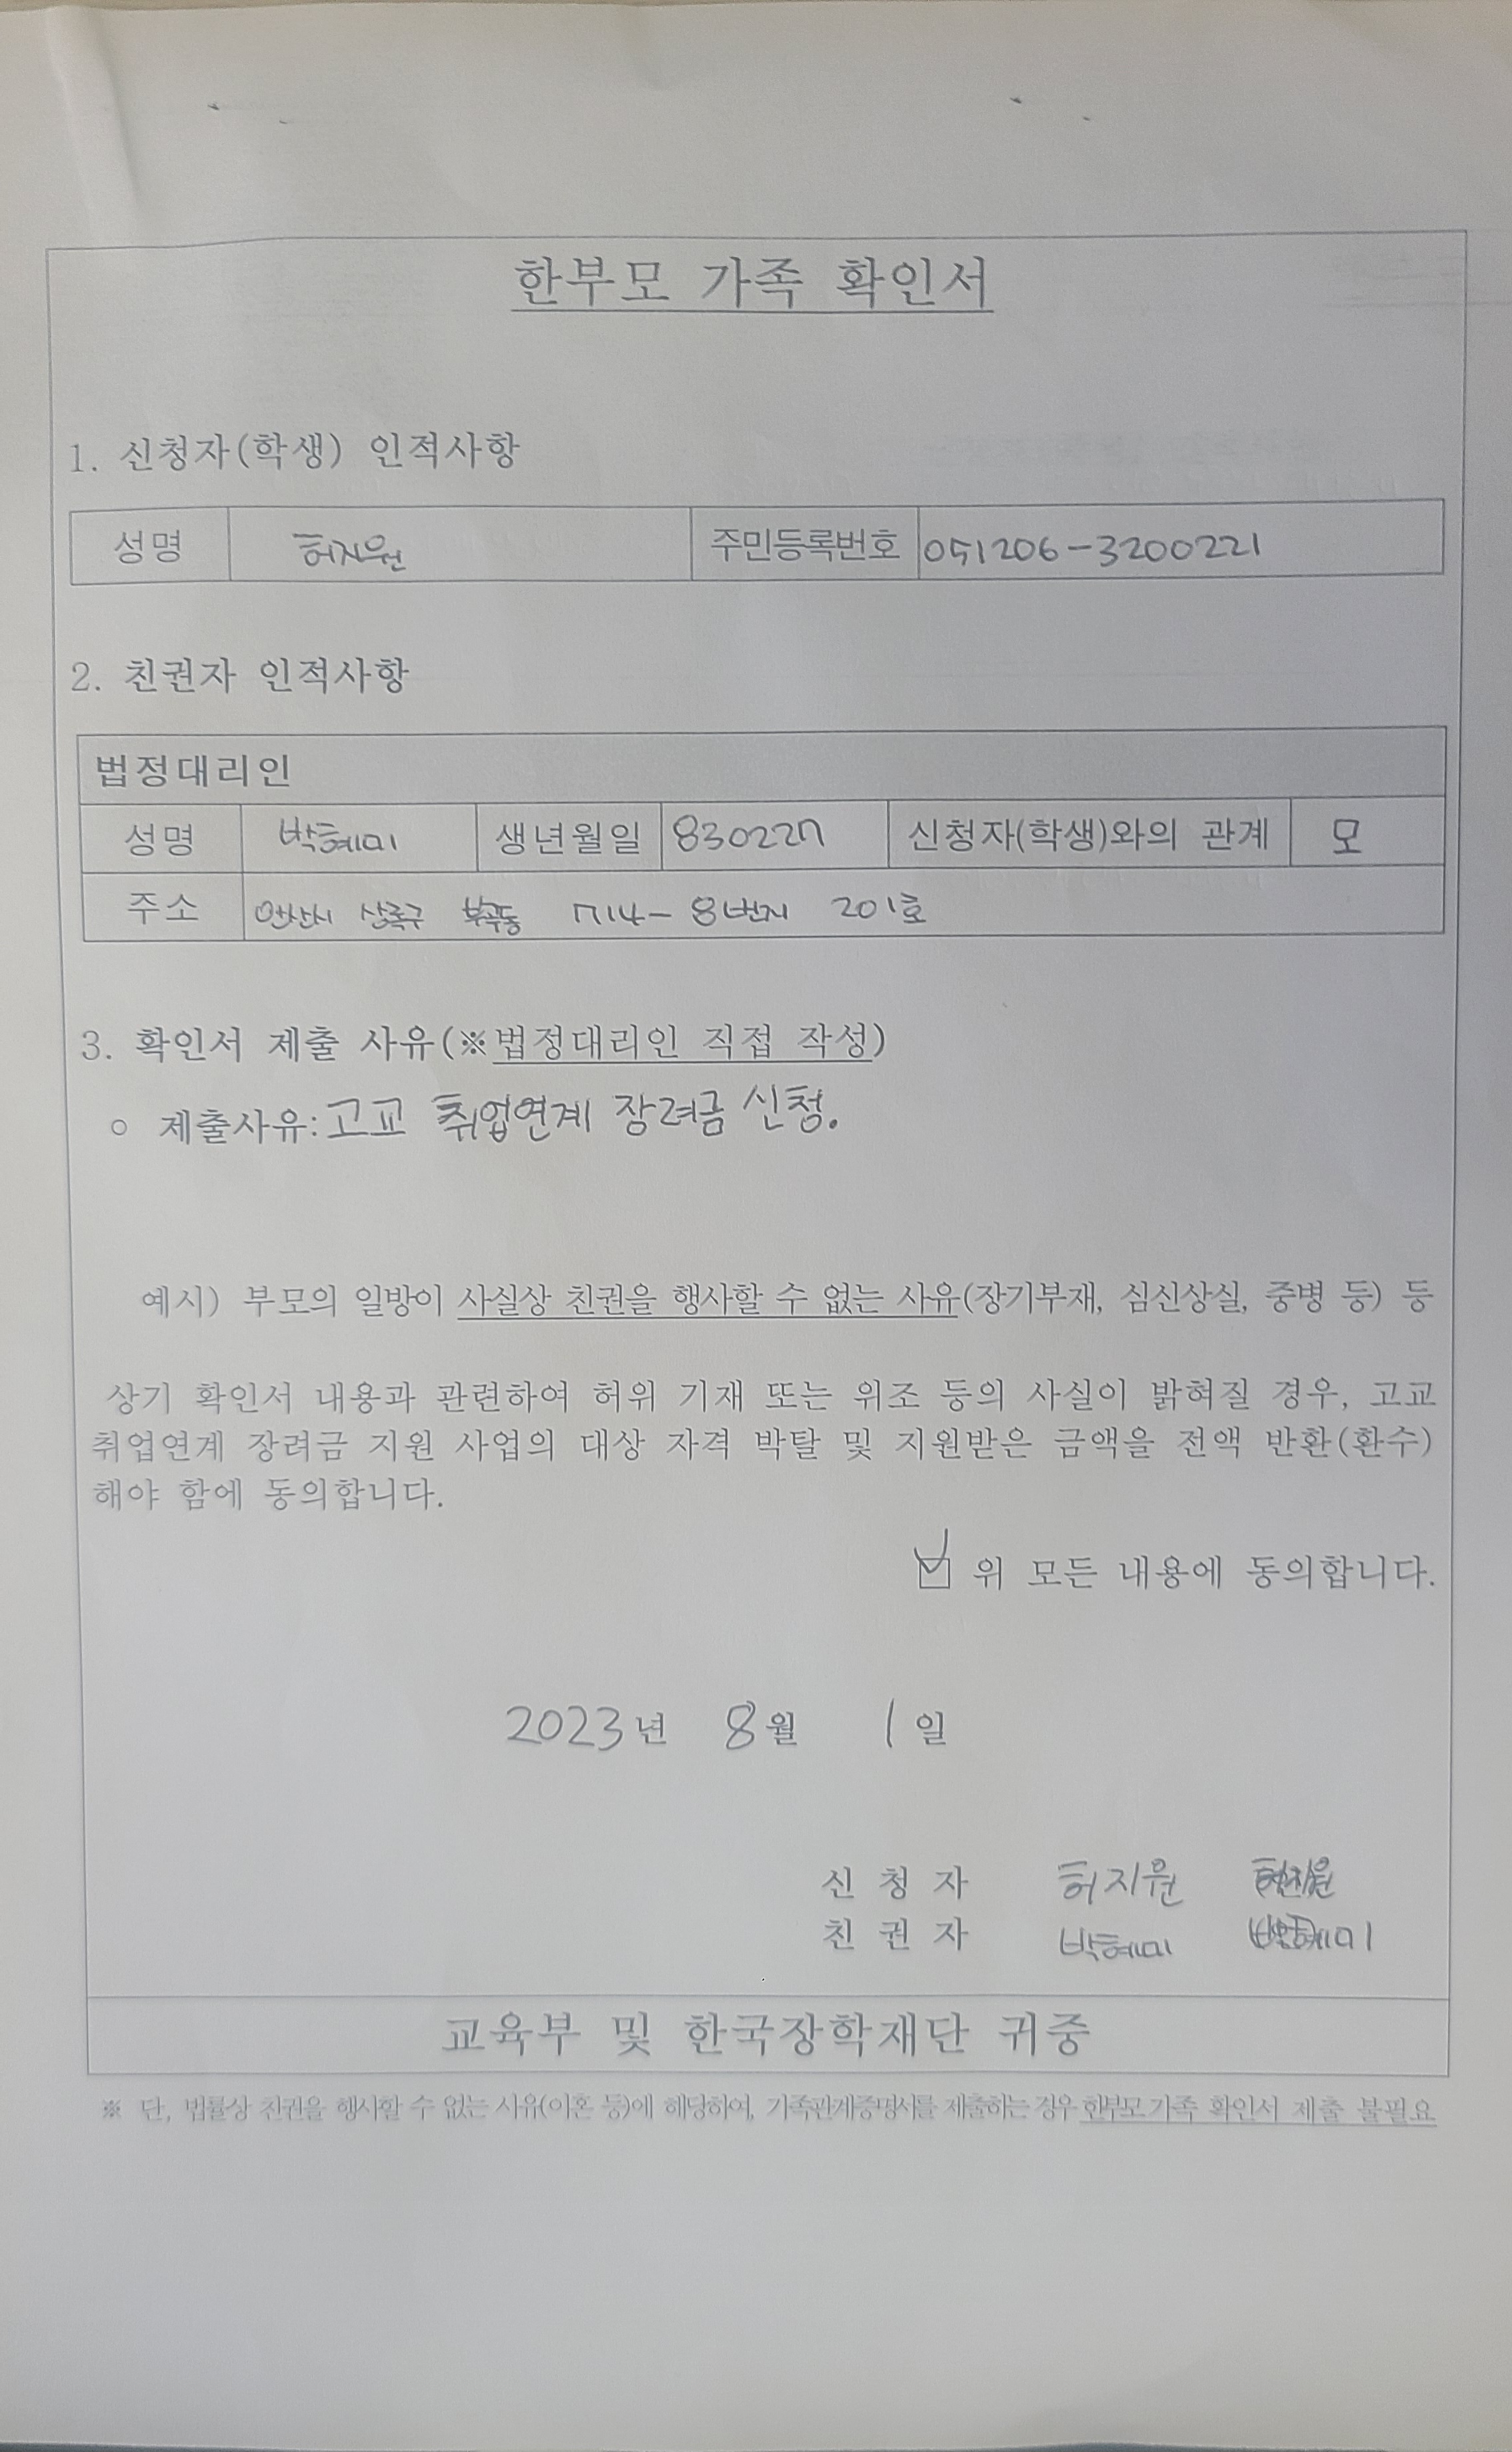 한부모 가족 확인서
1. 신청자(학생) 인적사항
성명 허지원 주민등록번호 051206-3200221
2. 친권자 인적사항
법정대리인
성명 박혜미 생년월일 830227 신청자(학생)와의 관계 모
주소 안산시 상록구 부곡동 714-8번지 201호
3. 확인서 제출 사유(※법정대리인 직접 작성)
○ 제출사유: 고교 취업연계 장려금 신청.
예시) 부모의 일방이 사실상 친권을 행사할 수 없는 사유(장기부재, 심신상실, 중병 등) 등
상기 확인서 내용과 관련하여 허위 기재 또는 위조 등의 사실이 밝혀질 경우, 고교
취업연계 장려금 지원 사업의 대상 자격 박탈 및 지원받은 금액을 전액 반환(환수)
해야 함에 동의합니다.
위 모든 내용에 동의합니다.
2023년 8월 1일
신 청 자 허지원 허지원
친 권 자 박혜미 박혜미
교육부 및 한국장학재단 귀중
※ 단, 법률상 친권을 행사할 수 없는 사유(이혼 등)에 해당하여, 가족관계증명서를 제출하는 경우 한부모가족 확인서 제출 불필요